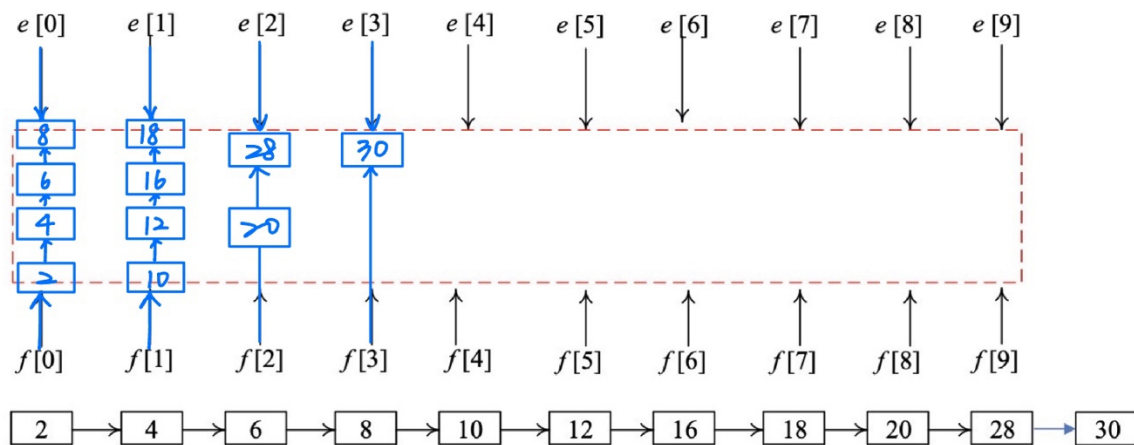 e [0] e [1] e [2] e [3] e [4] e [5] e [6] e [7] e [8] e [9]
8 18 28 30
6 16
4 12 20
2 10
f [0] f [1] f [2] f [3] f [4] f [5] f [6] f [7] f [8] f [9]
2 4 6 8 10 12 16 18 20 28 30